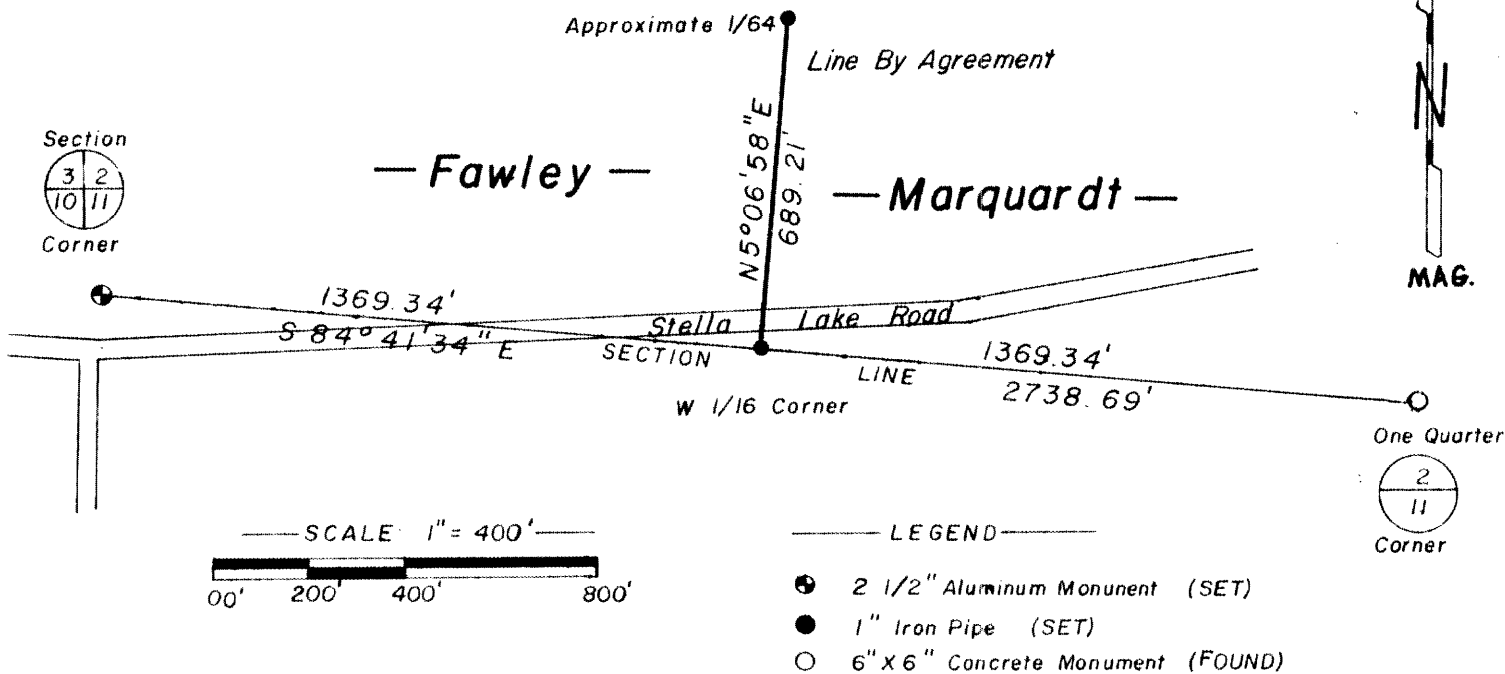 Approximate 1/64
Line By Agreement
N
MAG.
Section
3 2
10 11
Corner
— Fawley —
N5°06'58"E
689.21'
— Marquardt —
1369.34'
S 84° 41' 34" E
Stella Lake Road
SECTION LINE
1369.34'
2738.69'
W 1/16 Corner
One Quarter
2
11
Corner
SCALE 1" = 400'
00' 200' 400' 800'
LEGEND
2 1/2" Aluminum Monunent (SET)
1" Iron Pipe (SET)
6" X 6" Concrete Monument (FOUND)